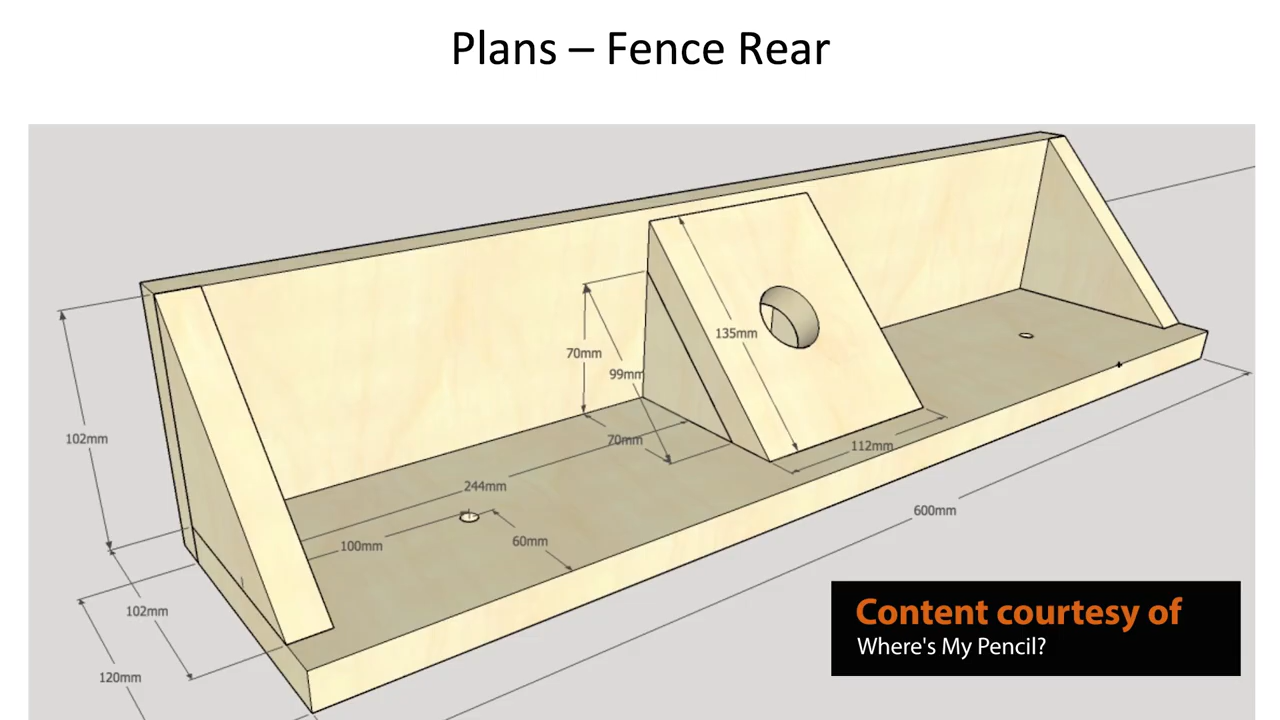 Plans – Fence Rear
70mm
135mm
99mm
102mm
70mm
112mm
244mm
600mm
100mm
60mm
102mm
120mm
Content courtesy of
Where's My Pencil?